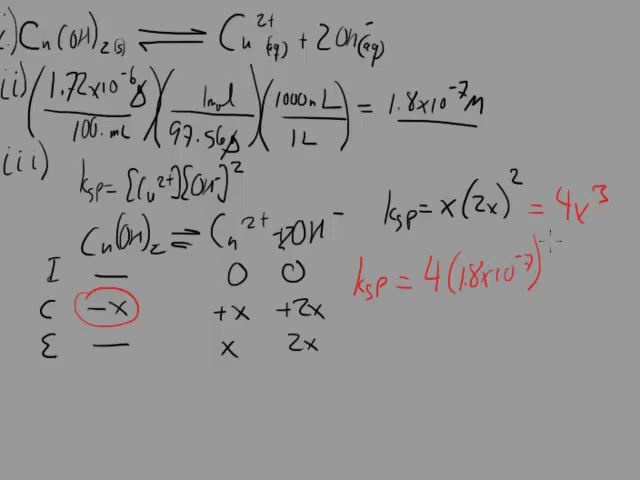 i.) Cu(OH)2(s) ⇌ Cu2+(aq) + 2OH-(aq)
ii) (1.72x10^-6 g / 100. mL)(1mol / 97.56g)(1000mL / 1L) = 1.8x10^-7 M
iii)
ksp = [Cu2+][OH-]^2
ksp = x(2x)^2 = 4x^3
Cu(OH)2 ⇌ Cu2+ + 2OH-
I — 0 0
ksp = 4(1.8x10^-7)
C -x +x +2x
E — x 2x